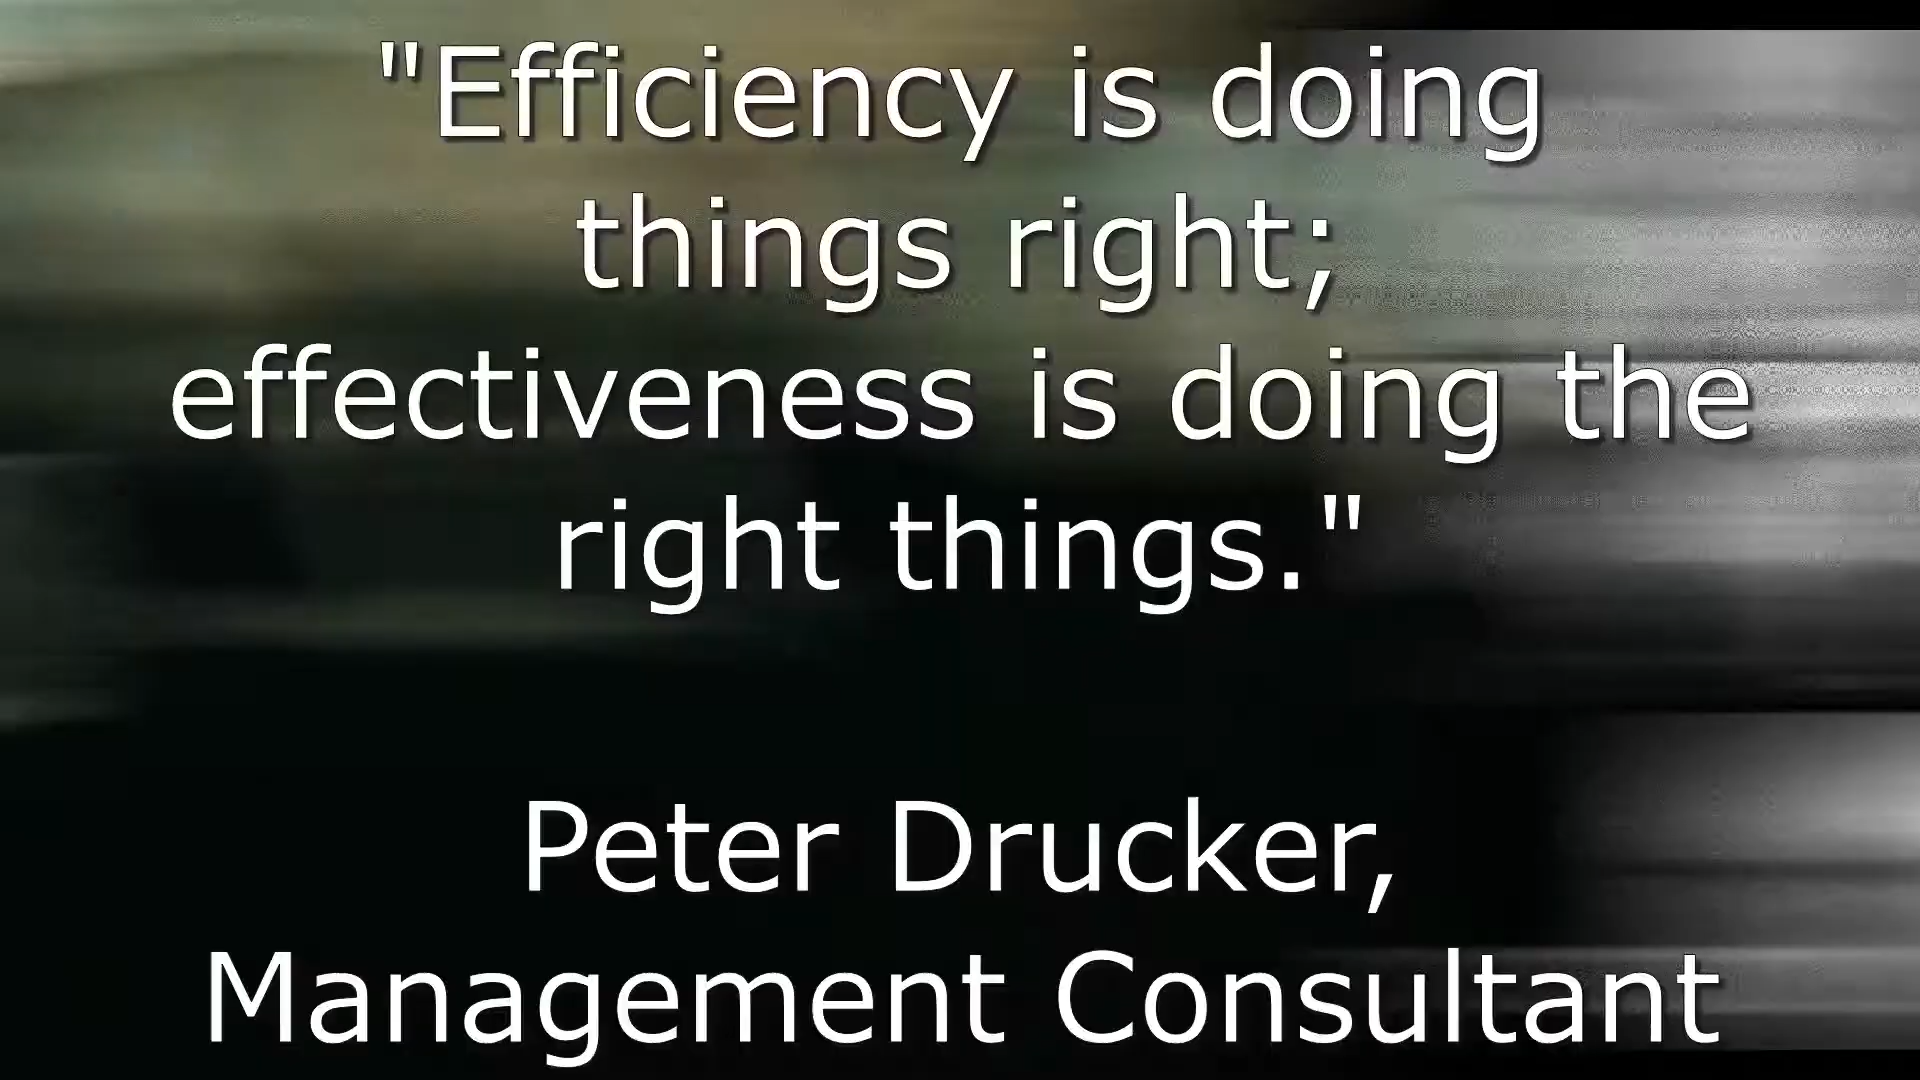 "Efficiency is doing
things right;
effectiveness is doing the
right things."
Peter Drucker,
Management Consultant